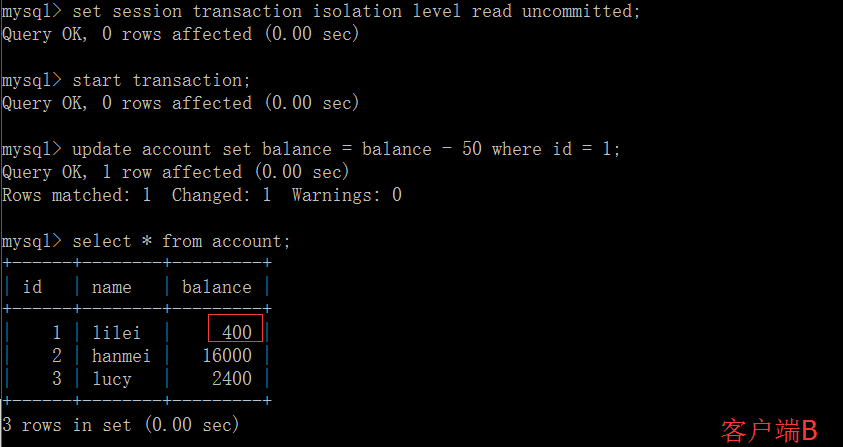 mysql> set session transaction isolation level read uncommitted;
Query OK, 0 rows affected (0.00 sec)
mysql> start transaction;
Query OK, 0 rows affected (0.00 sec)
mysql> update account set balance = balance - 50 where id = 1;
Query OK, 1 row affected (0.00 sec)
Rows matched: 1  Changed: 1  Warnings: 0
mysql> select * from account;
+------+--------+---------+
| id   | name   | balance |
+------+--------+---------+
|    1 | lilei  |     400 |
|    2 | hanmei |   16000 |
|    3 | lucy   |    2400 |
+------+--------+---------+
3 rows in set (0.00 sec)
客户端B